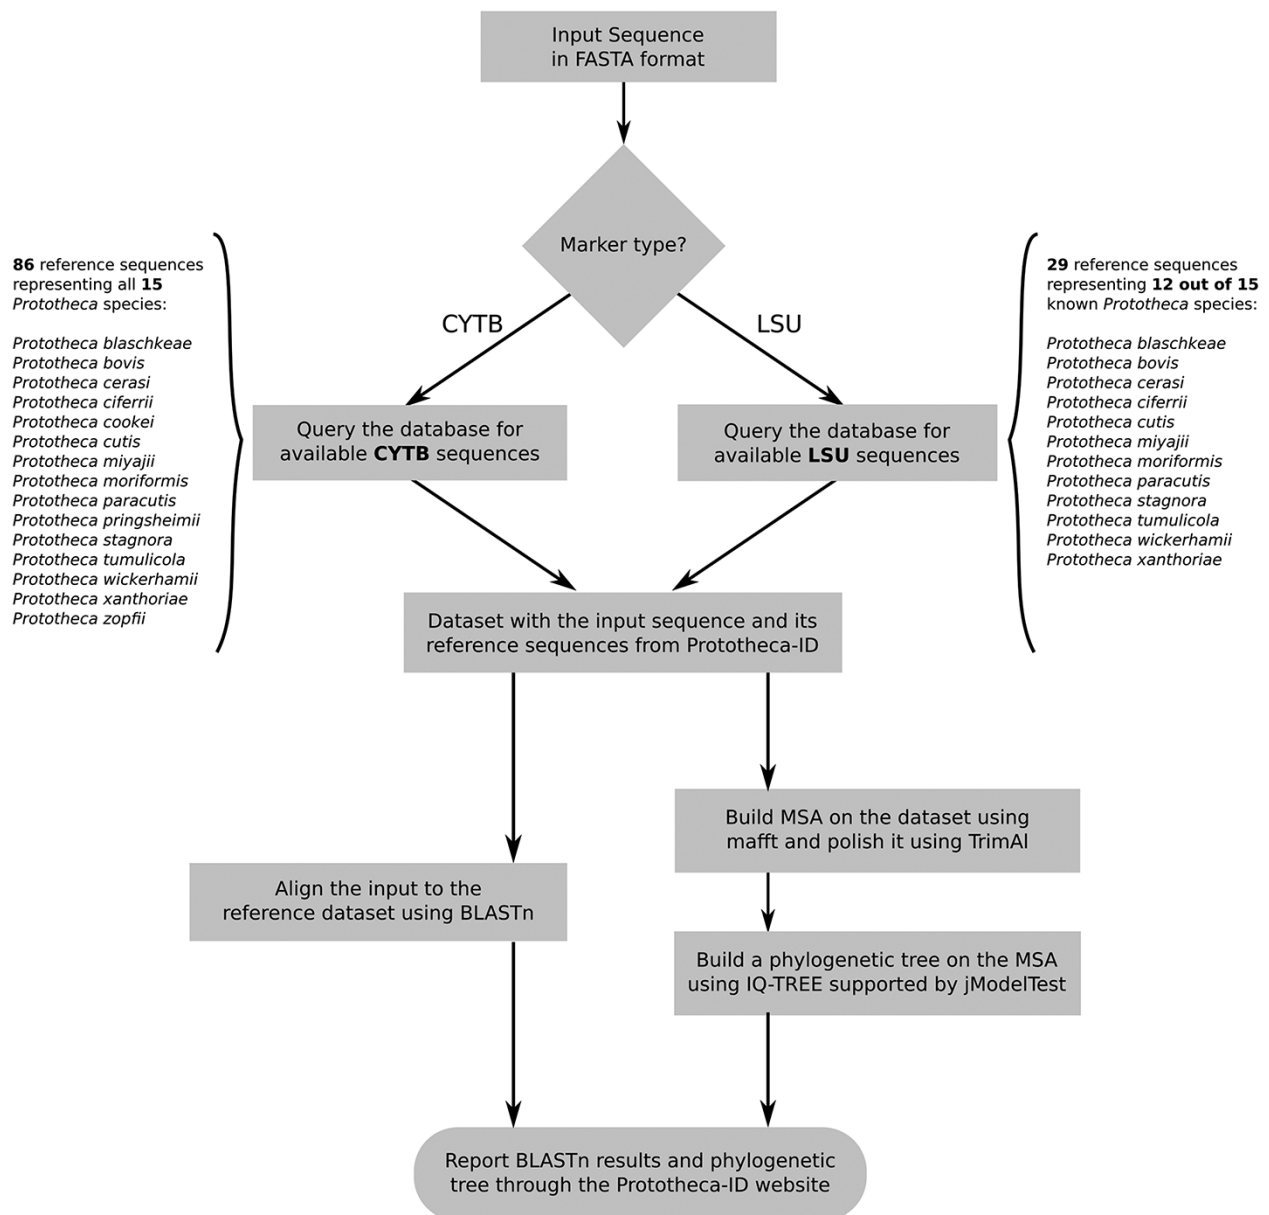 Input Sequence
in FASTA format
Marker type?
CYTB
LSU
86 reference sequences
representing all 15
Prototheca species:
Prototheca blaschkeae
Prototheca bovis
Prototheca cerasi
Prototheca ciferrii
Prototheca cookei
Prototheca cutis
Prototheca miyajii
Prototheca moriformis
Prototheca paracutis
Prototheca pringsheimii
Prototheca stagnora
Prototheca tumulicola
Prototheca wickerhamii
Prototheca xanthoriae
Prototheca zopfii
Query the database for
available CYTB sequences
Query the database for
available LSU sequences
29 reference sequences
representing 12 out of 15
known Prototheca species:
Prototheca blaschkeae
Prototheca bovis
Prototheca cerasi
Prototheca ciferrii
Prototheca cutis
Prototheca miyajii
Prototheca moriformis
Prototheca paracutis
Prototheca stagnora
Prototheca tumulicola
Prototheca wickerhamii
Prototheca xanthoriae
Dataset with the input sequence and its
reference sequences from Prototheca-ID
Align the input to the
reference dataset using BLASTn
Build MSA on the dataset using
mafft and polish it using TrimAl
Build a phylogenetic tree on the MSA
using IQ-TREE supported by jModelTest
Report BLASTn results and phylogenetic
tree through the Prototheca-ID website